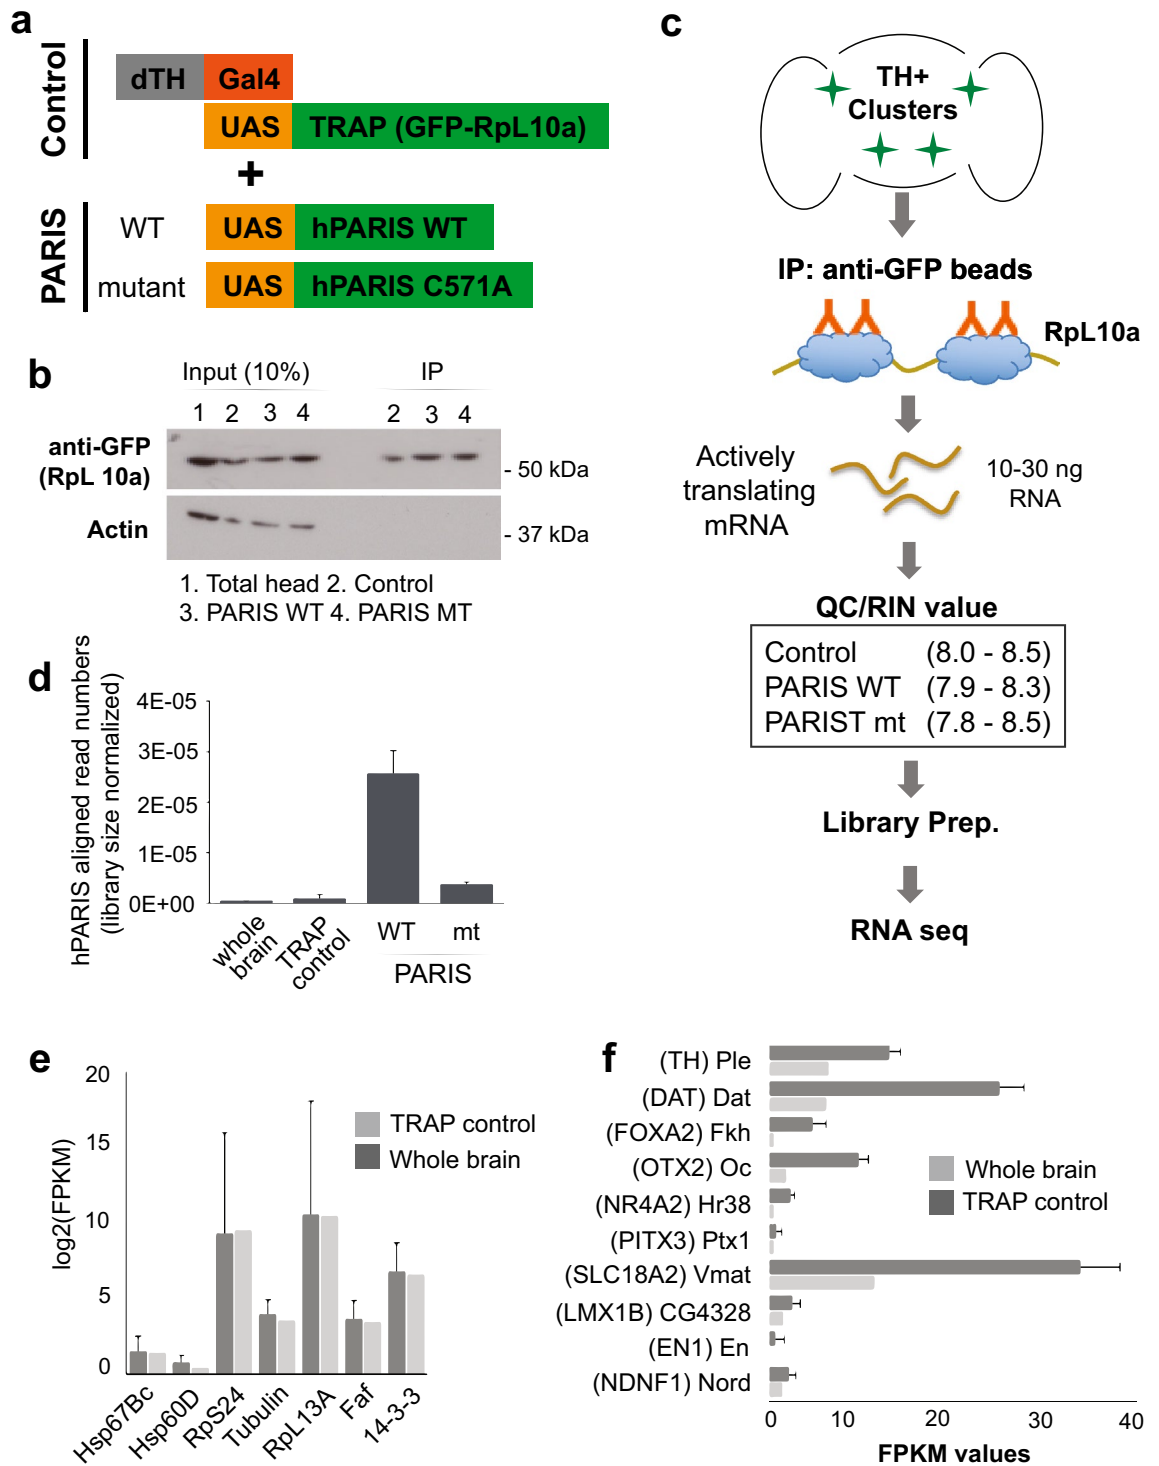 a
Control
dTH Gal4
UAS TRAP (GFP-RpL10a)
+
PARIS
WT UAS hPARIS WT
mutant UAS hPARIS C571A
b
Input (10%) IP
1 2 3 4 2 3 4
anti-GFP
(RpL 10a)
- 50 kDa
Actin
- 37 kDa
1. Total head 2. Control
3. PARIS WT 4. PARIS MT
c
TH+
Clusters
IP: anti-GFP beads
RpL10a
Actively
translating
mRNA
10-30 ng
RNA
QC/RIN value
Control (8.0 - 8.5)
PARIS WT (7.9 - 8.3)
PARIST mt (7.8 - 8.5)
Library Prep.
RNA seq
d
hPARIS aligned read numbers
(library size normalized)
4E-05
3E-05
2E-05
1E-05
0E+00
whole
brain
TRAP
control
WT mt
PARIS
e
log2(FPKM)
20
15
10
5
0
TRAP control
Whole brain
Hsp67Bc
Hsp60D
RpS24
Tubulin
RpL13A
Faf
14-3-3
f
(TH) Ple
(DAT) Dat
(FOXA2) Fkh
(OTX2) Oc
(NR4A2) Hr38
(PITX3) Ptx1
(SLC18A2) Vmat
(LMX1B) CG4328
(EN1) En
(NDNF1) Nord
Whole brain
TRAP control
0 10 20 30 40
FPKM values